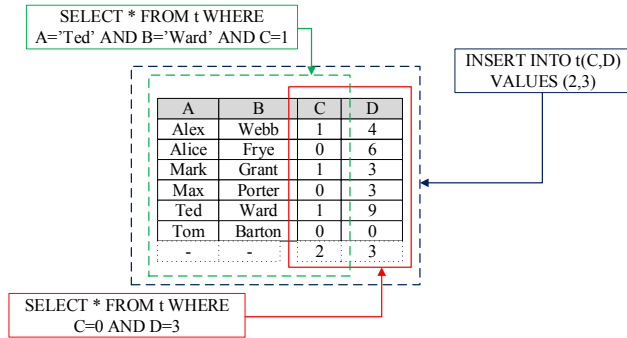 SELECT * FROM t WHERE
A='Ted' AND B='Ward' AND C=1
INSERT INTO t(C,D)
VALUES (2,3)
A B C D
Alex Webb 1 4
Alice Frye 0 6
Mark Grant 1 3
Max Porter 0 3
Ted Ward 1 9
Tom Barton 0 0
- - 2 3
SELECT * FROM t WHERE
C=0 AND D=3